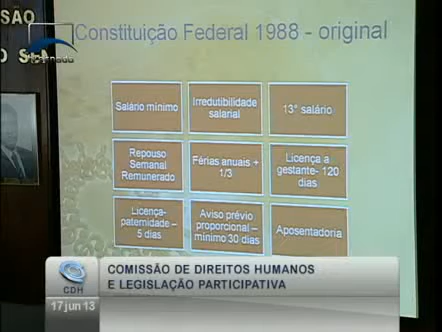 SÃO
Constituição Federal 1988 - original
Salário mínimo
Irredutibilidade
salarial
13° salário
Repouso
Semanal
Remunerado
Férias anuais +
1/3
Licença a
gestante- 120
dias
Licença-
paternidade –
5 dias
Aviso prévio
proporcional –
mínimo 30 dias
Aposentadoria
COMISSÃO DE DIREITOS HUMANOS
E LEGISLAÇÃO PARTICIPATIVA
CDH
17 jun 13